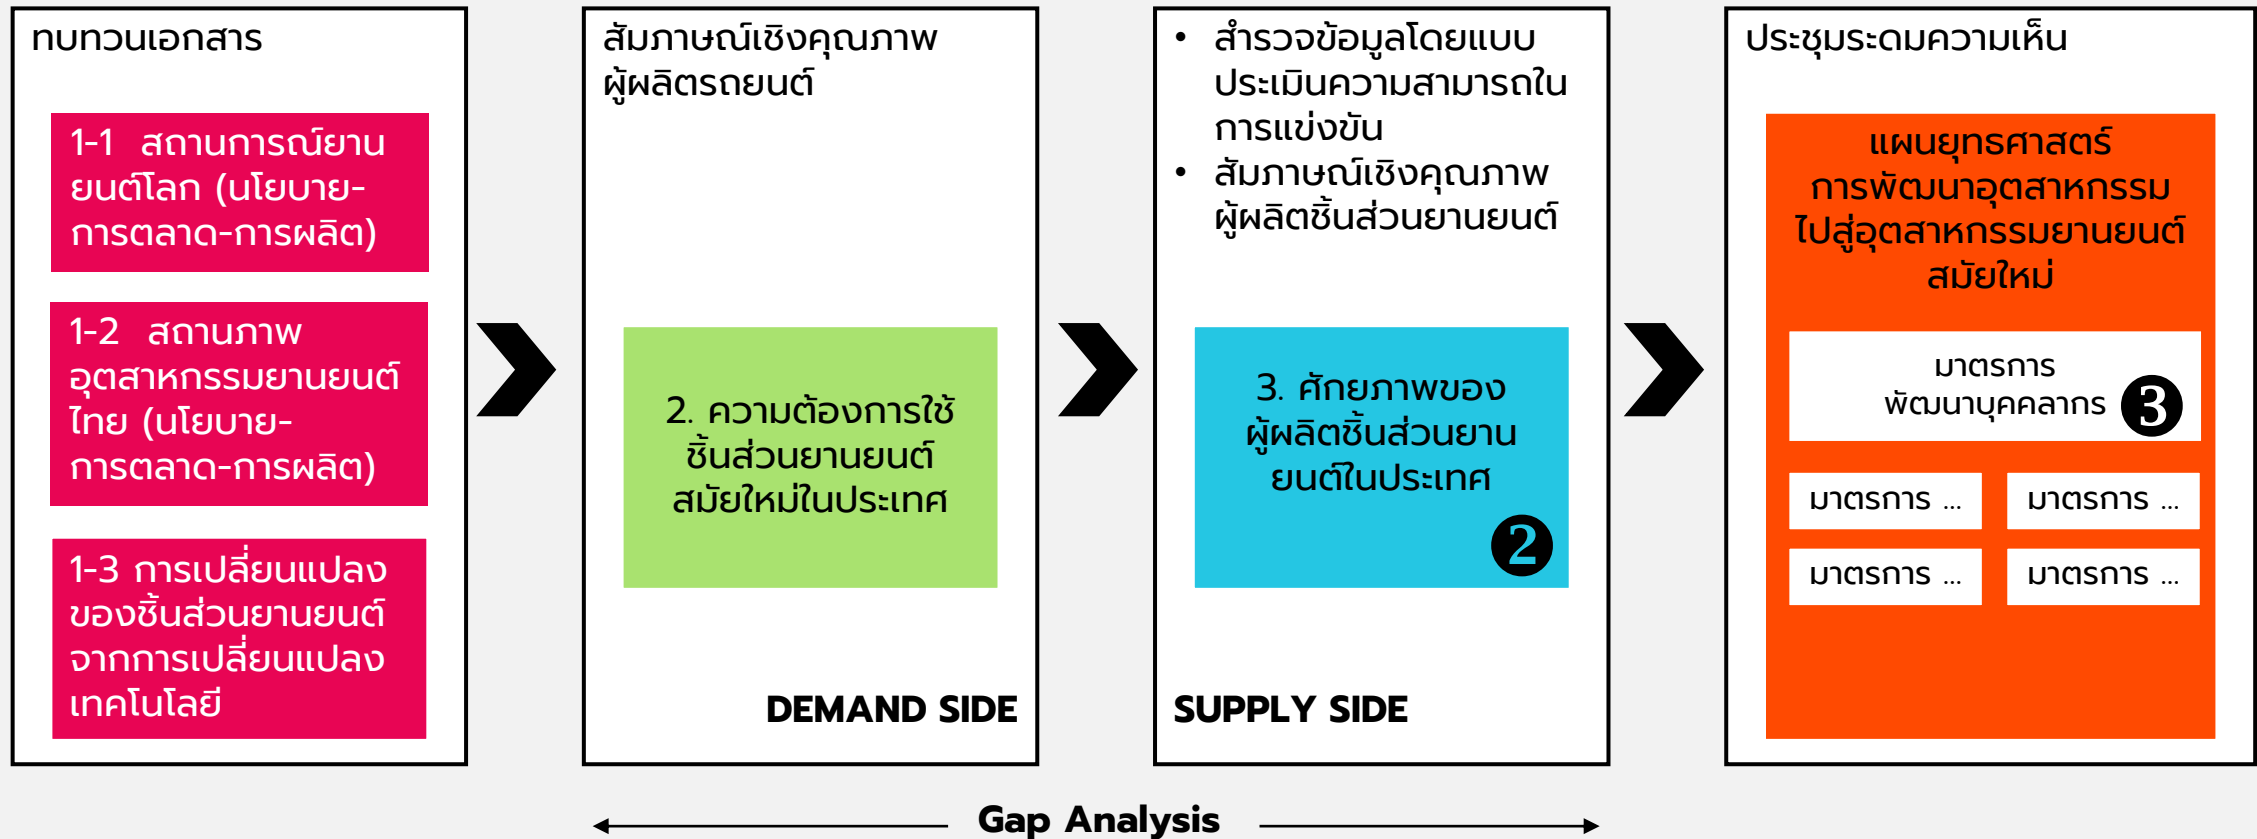 ทบทวนเอกสาร
1-1 สถานการณ์ยาน
ยนต์โลก (นโยบาย-
การตลาด-การผลิต)
1-2 สถานภาพ
อุตสาหกรรมยานยนต์
ไทย (นโยบาย-
การตลาด-การผลิต)
1-3 การเปลี่ยนแปลง
ของชิ้นส่วนยานยนต์
จากการเปลี่ยนแปลง
เทคโนโลยี
สัมภาษณ์เชิงคุณภาพ
ผู้ผลิตรถยนต์
2. ความต้องการใช้
ชิ้นส่วนยานยนต์
สมัยใหม่ในประเทศ
DEMAND SIDE
• สำรวจข้อมูลโดยแบบ
ประเมินความสามารถใน
การแข่งขัน
• สัมภาษณ์เชิงคุณภาพ
ผู้ผลิตชิ้นส่วนยานยนต์
3. ศักยภาพของ
ผู้ผลิตชิ้นส่วนยาน
ยนต์ในประเทศ
❷
SUPPLY SIDE
ประชุมระดมความเห็น
แผนยุทธศาสตร์
การพัฒนาอุตสาหกรรม
ไปสู่อุตสาหกรรมยานยนต์
สมัยใหม่
มาตรการ
พัฒนาบุคคลากร ❸
มาตรการ ... มาตรการ ...
มาตรการ ... มาตรการ ...
Gap Analysis